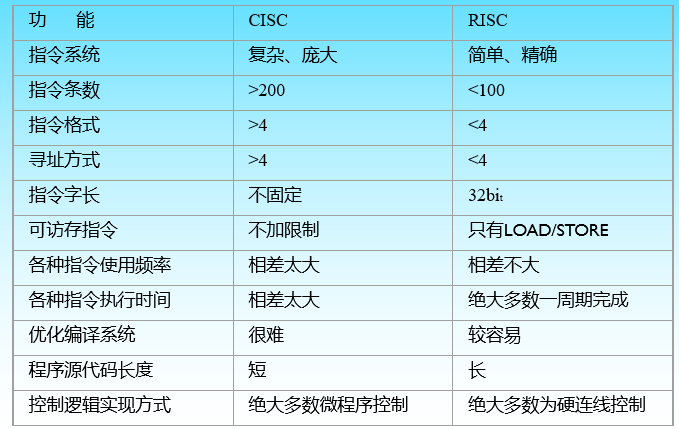 功 能 CISC RISC
指令系统 复杂、庞大 简单、精确
指令条数 >200 <100
指令格式 >4 <4
寻址方式 >4 <4
指令字长 不固定 32bit
可访存指令 不加限制 只有LOAD/STORE
各种指令使用频率 相差太大 相差不大
各种指令执行时间 相差太大 绝大多数一周期完成
优化编译系统 很难 较容易
程序源代码长度 短 长
控制逻辑实现方式 绝大多数微程序控制 绝大多数为硬连线控制